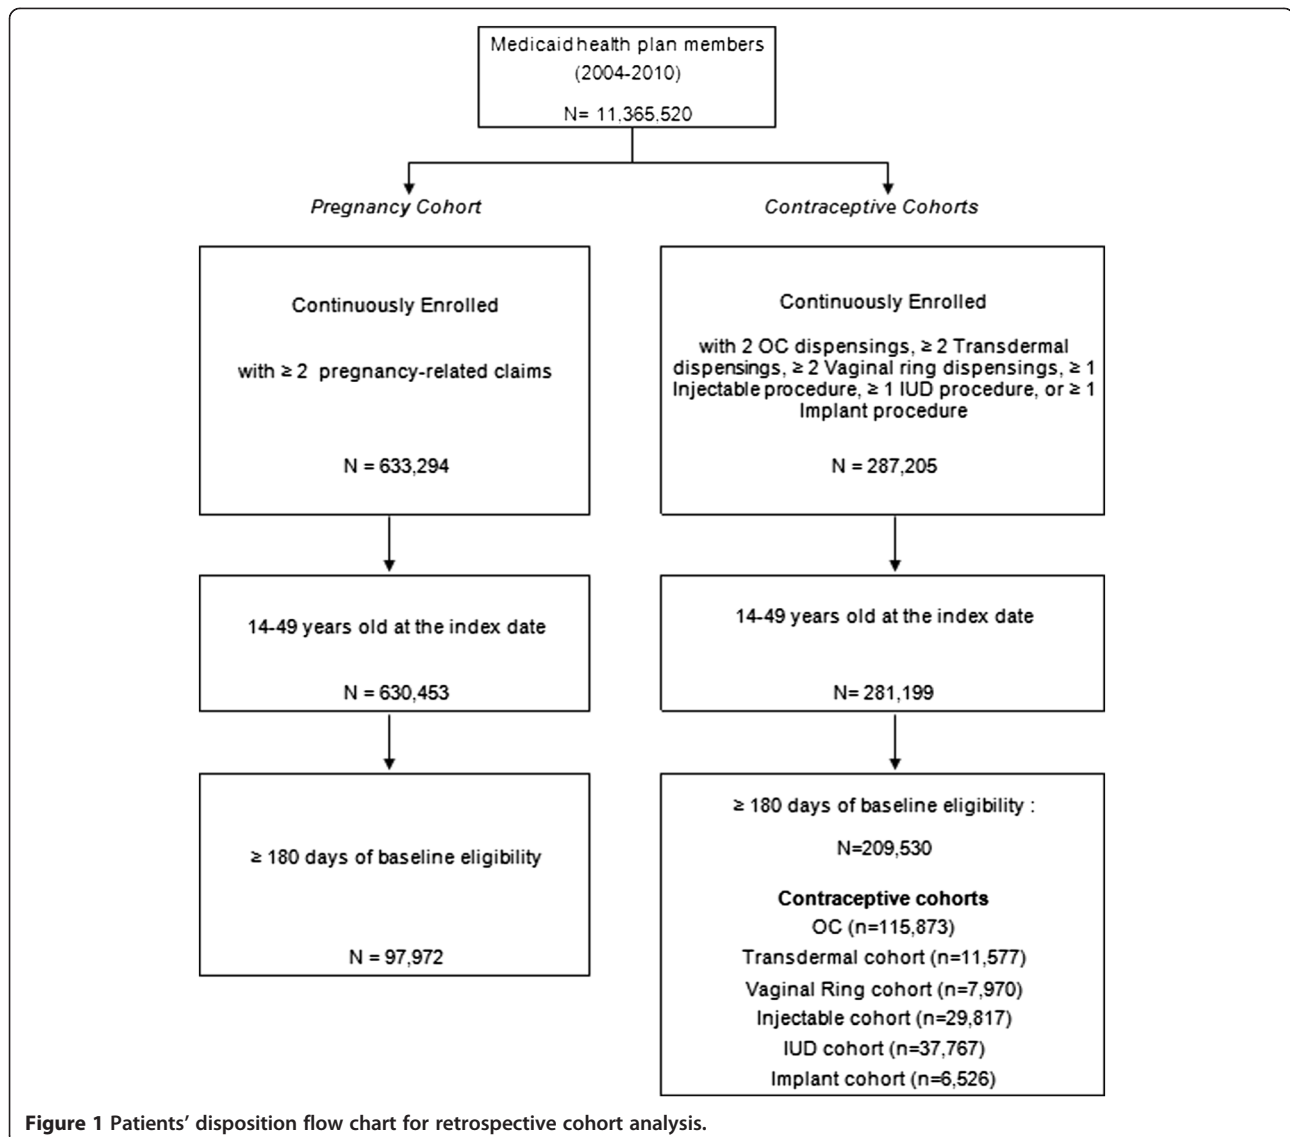 Medicaid health plan members
(2004-2010)
N= 11,365,520
Pregnancy Cohort
Contraceptive Cohorts
Continuously Enrolled
with ≥ 2 pregnancy-related claims
N = 633,294
Continuously Enrolled
with 2 OC dispensings, ≥ 2 Transdermal
dispensings, ≥ 2 Vaginal ring dispensings, ≥ 1
Injectable procedure, ≥ 1 IUD procedure, or ≥ 1
Implant procedure
N = 287,205
14-49 years old at the index date
N = 630,453
14-49 years old at the index date
N= 281,199
≥ 180 days of baseline eligibility
N = 97,972
≥ 180 days of baseline eligibility :
N=209,530
Contraceptive cohorts
OC (n=115,873)
Transdermal cohort (n=11,577)
Vaginal Ring cohort (n=7,970)
Injectable cohort (n=29,817)
IUD cohort (n=37,767)
Implant cohort (n=6,526)
Figure 1 Patients’ disposition flow chart for retrospective cohort analysis.